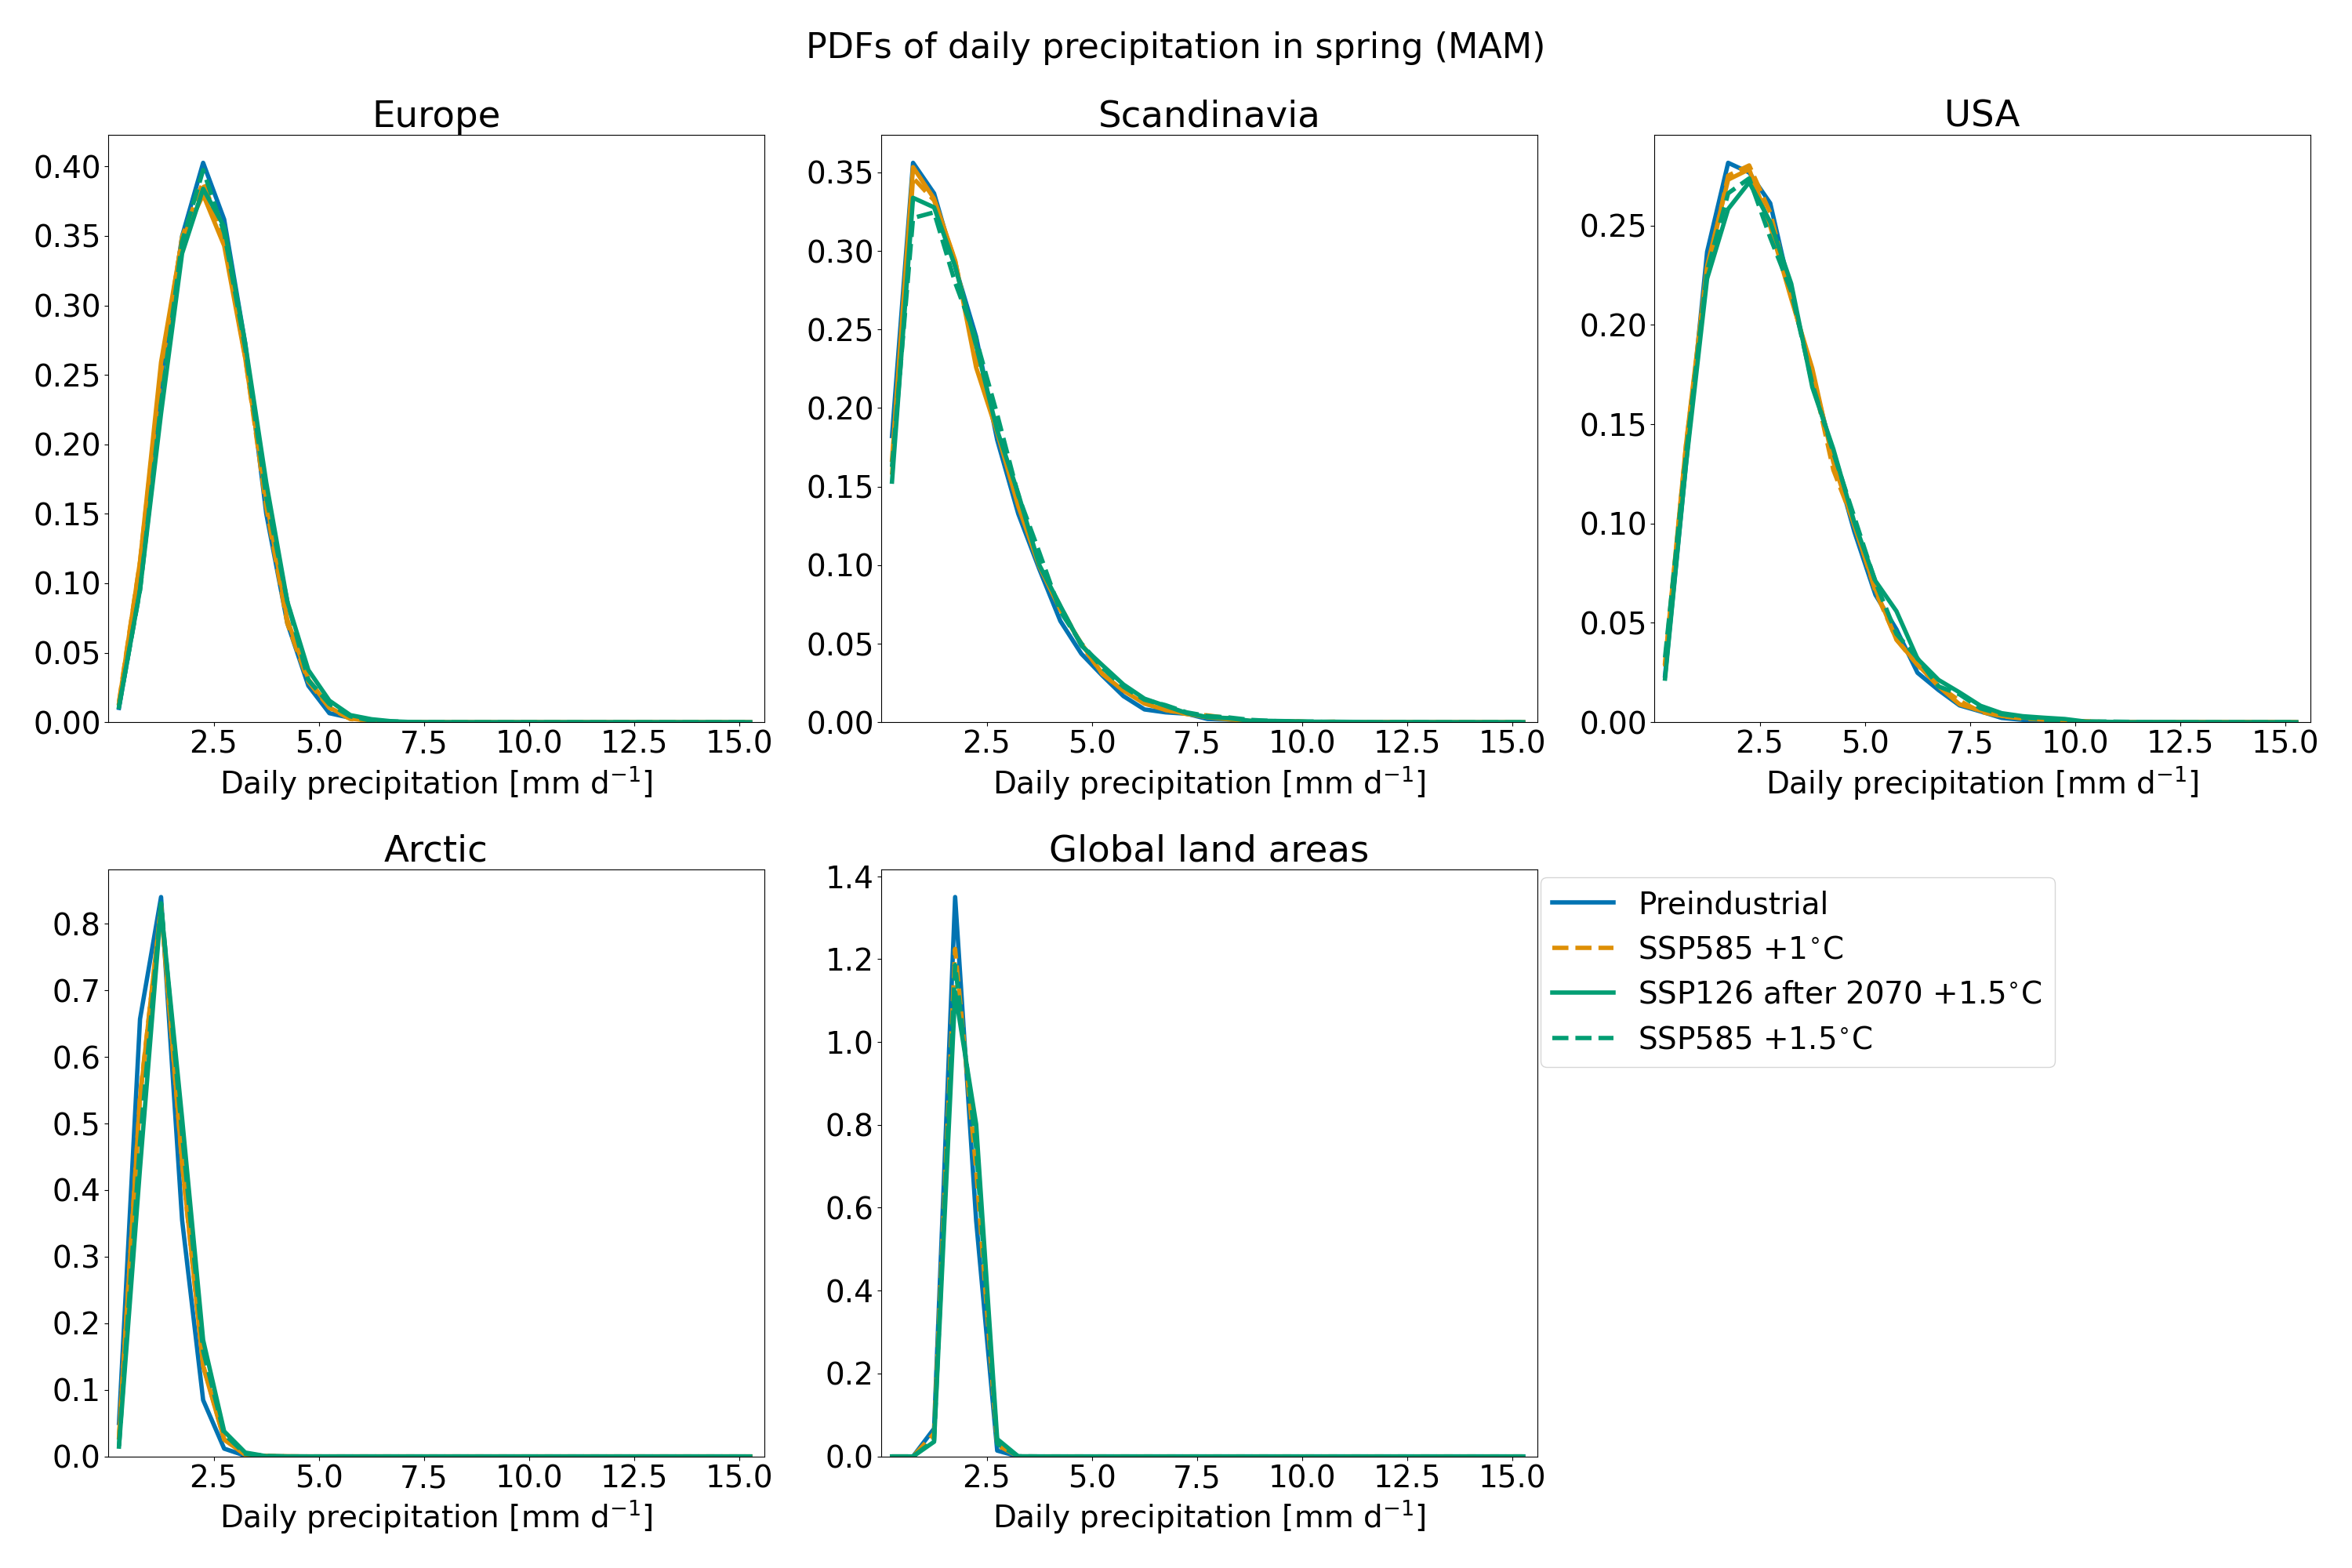 PDFs of daily precipitation in spring (MAM)
Europe
0.40
0.35
0.30
0.25
0.20
0.15
0.10
0.05
0.00
2.5 5.0 7.5 10.0 12.5 15.0
Daily precipitation [mm d⁻¹]
Scandinavia
0.35
0.30
0.25
0.20
0.15
0.10
0.05
0.00
2.5 5.0 7.5 10.0 12.5 15.0
Daily precipitation [mm d⁻¹]
USA
0.25
0.20
0.15
0.10
0.05
0.00
2.5 5.0 7.5 10.0 12.5 15.0
Daily precipitation [mm d⁻¹]
Arctic
0.8
0.7
0.6
0.5
0.4
0.3
0.2
0.1
0.0
2.5 5.0 7.5 10.0 12.5 15.0
Daily precipitation [mm d⁻¹]
Global land areas
1.4
1.2
1.0
0.8
0.6
0.4
0.2
0.0
2.5 5.0 7.5 10.0 12.5 15.0
Daily precipitation [mm d⁻¹]
Preindustrial
SSP585 +1°C
SSP126 after 2070 +1.5°C
SSP585 +1.5°C